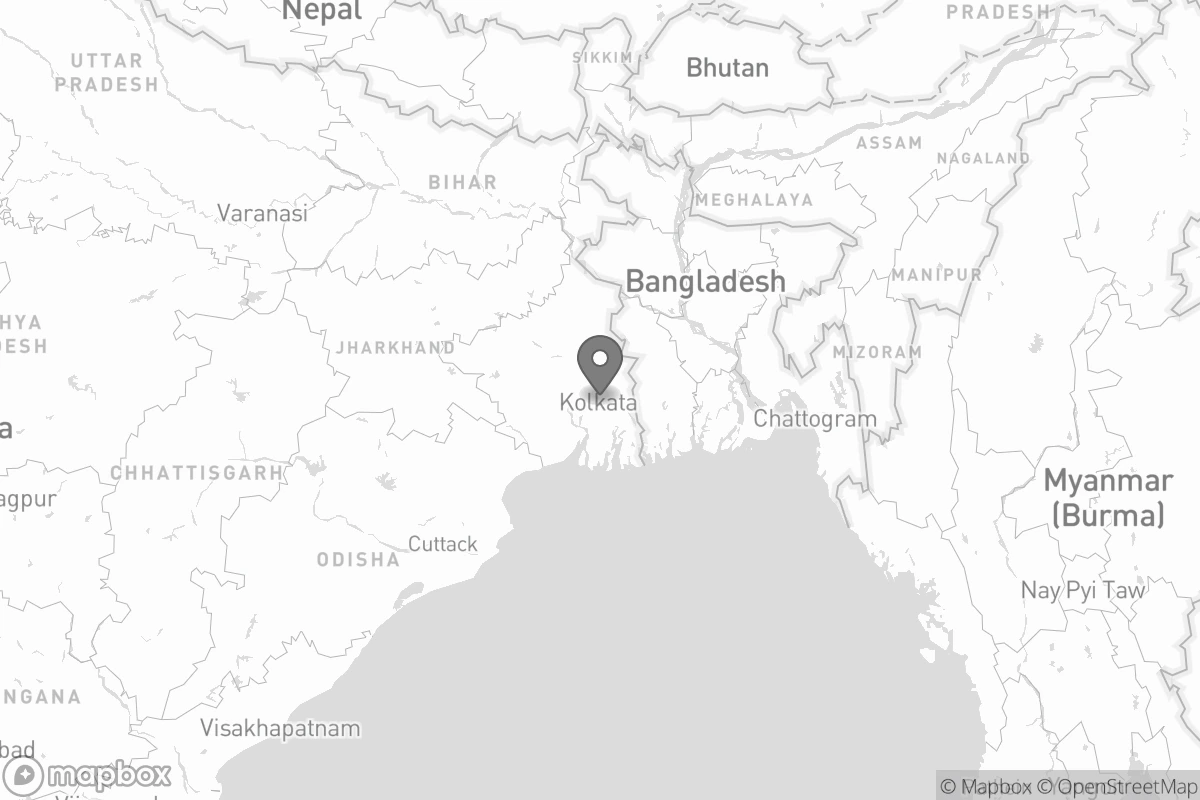 Nepal
PRADESH
UTTAR
PRADESH
SIKKIM
Bhutan
ASSAM
NAGALAND
BIHAR
MEGHALAYA
Varanasi
Bangladesh
MANIPUR
HYA
DESH
JHARKHAND
MIZORAM
Kolkata
Chattogram
a
CHHATTISGARH
Myanmar
(Burma)
agpur
Cuttack
ODISHA
Nay Pyi Taw
NGANA
Visakhapatnam
bad
mapbox
© Mapbox © OpenStreetMap